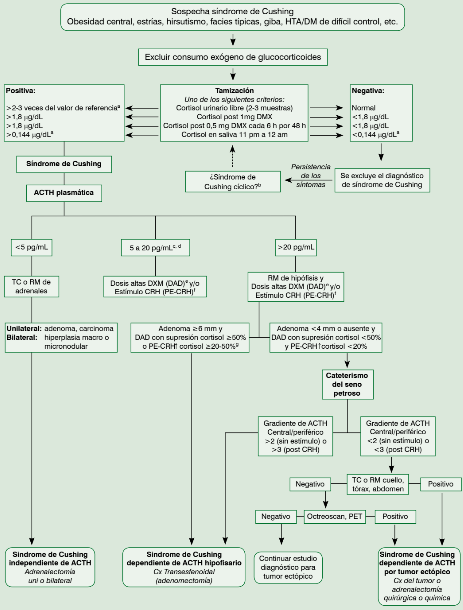 Sospecha síndrome de Cushing
Obesidad central, estrías, hirsutismo, facies típicas, giba, HTA/DM de difícil control, etc.
Excluir consumo exógeno de glucocorticoides
Positiva:
>2-3 veces del valor de referenciaª
>1,8 µg/dL
>1,8 µg/dL
>0,144 µg/dLª
Tamización
Uno de los siguientes criterios:
Cortisol urinario libre (2-3 muestras)
Cortisol post 1mg DMX
Cortisol post 0,5 mg DMX cada 6 h por 48 h
Cortisol en saliva 11 pm a 12 am
Negativa:
Normal
<1,8 µg/dL
<1,8 µg/dL
<0,144 µg/dLª
Síndrome de Cushing
¿Síndrome de
Cushing cíclico?ᵇ
Persistencia
de los
síntomas
Se excluye el diagnóstico
de síndrome de Cushing
ACTH plasmática
<5 pg/mL
5 a 20 pg/mLᶜ·ᵈ
>20 pg/mL
TC o RM de
adrenales
Dosis altas DXM (DAD)ᵉ y/o
Estímulo CRH (PE-CRH)ᶠ
RM de hipófisis y
Dosis altas DXM (DAD)ᵉ y/o
Estímulo CRH (PE-CRH)ᶠ
Unilateral: adenoma, carcinoma
Bilateral: hiperplasia macro o
micronodular
Adenoma ≥6 mm y
DAD con supresión cortisol ≥50%
o PE-CRHᶠ cortisol ≥20-50%ᵍ
Adenoma <4 mm o ausente y
DAD con supresión cortisol <50%
y PE-CRHᶠ cortisol <20%
Cateterismo
del seno
petroso
Gradiente de ACTH
Central/periférico
>2 (sin estímulo) o
>3 (post CRH)
Gradiente de ACTH
Central/periférico
<2 (sin estímulo) o
<3 (post CRH)
Negativo
TC o RM cuello,
tórax, abdomen
Positivo
Negativo
Octreoscan, PET
Positivo
Síndrome de Cushing
independiente de ACTH
Adrenalectomía
uni o bilateral
Síndrome de Cushing
dependiente de ACTH hipofisario
Cx Transesfenoidal
(adenomectomía)
Continuar estudio
diagnóstico para
tumor ectópico
Síndrome de Cushing
dependiente de ACTH
por tumor ectópico
Cx del tumor o
adrenalectomía
quirúrgica o química